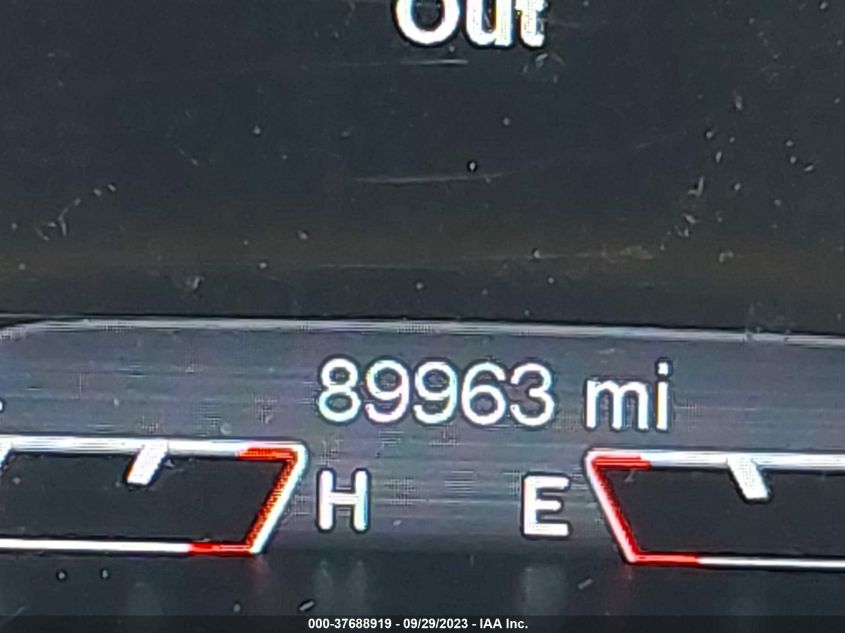 Out
89963 mi
H E
000-37688919 - 09/29/2023 - IAA Inc.